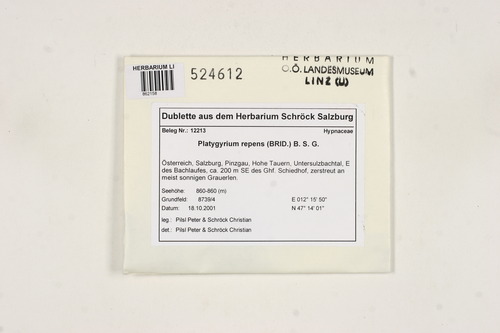 HERBARIUM LI
524612
HERBARIUM
O.Ö. LANDESMUSEUM
LINZ (LI)
Dublette aus dem Herbarium Schröck Salzburg
Beleg Nr.: 12213 Hypnaceae
Platygyrium repens (BRID.) B. S. G.
Österreich, Salzburg, Pinzgau, Hohe Tauern, Untersulzbachtal, E
des Bachlaufes, ca. 200 m SE des Ghf. Schiedhof, zerstreut an
meist sonnigen Grauerlen.
Seehöhe: 860-860 (m)
Grundfeld: 8739/4 E 012° 15' 50"
Datum: 18.10.2001 N 47° 14' 01"
leg.: Pilsl Peter & Schröck Christian
det.: Pilsl Peter & Schröck Christian